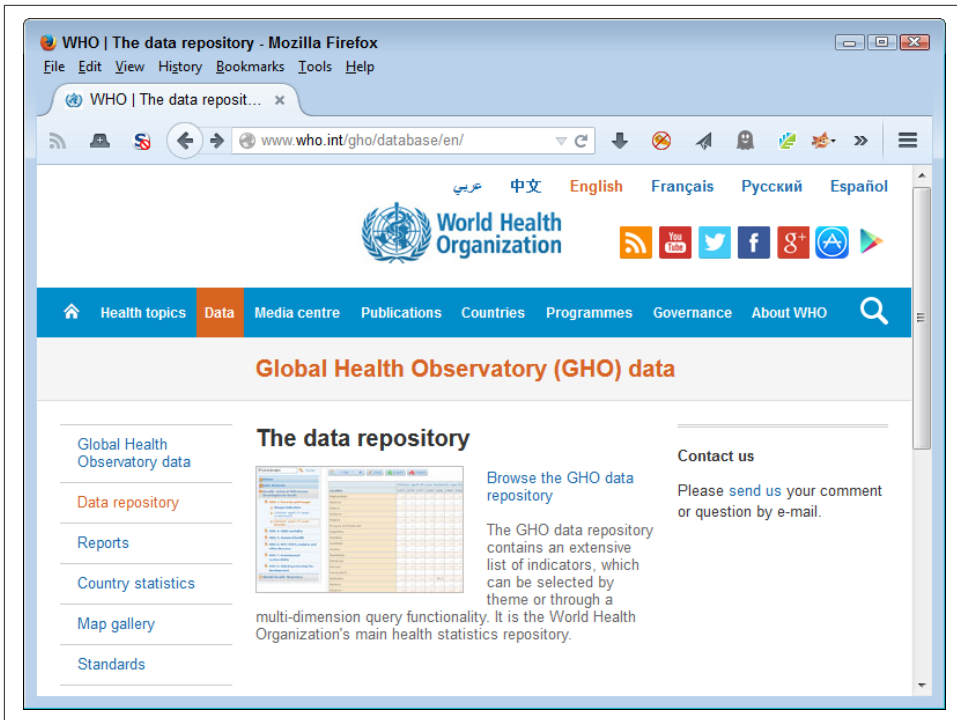 WHO | The data repository - Mozilla Firefox
File Edit View History Bookmarks Tools Help
WHO | The data reposit... ×
www.who.int/gho/database/en/
عربي 中文 English Français Русский Español
World Health
Organization
You
Tube
Health topics Data Media centre Publications Countries Programmes Governance About WHO
Global Health Observatory (GHO) data
Global Health
Observatory data
Data repository
Reports
Country statistics
Map gallery
Standards
The data repository
Browse the GHO data
repository
The GHO data repository
contains an extensive
list of indicators, which
can be selected by
theme or through a
multi-dimension query functionality. It is the World Health
Organization's main health statistics repository.
Contact us
Please send us your comment
or question by e-mail.